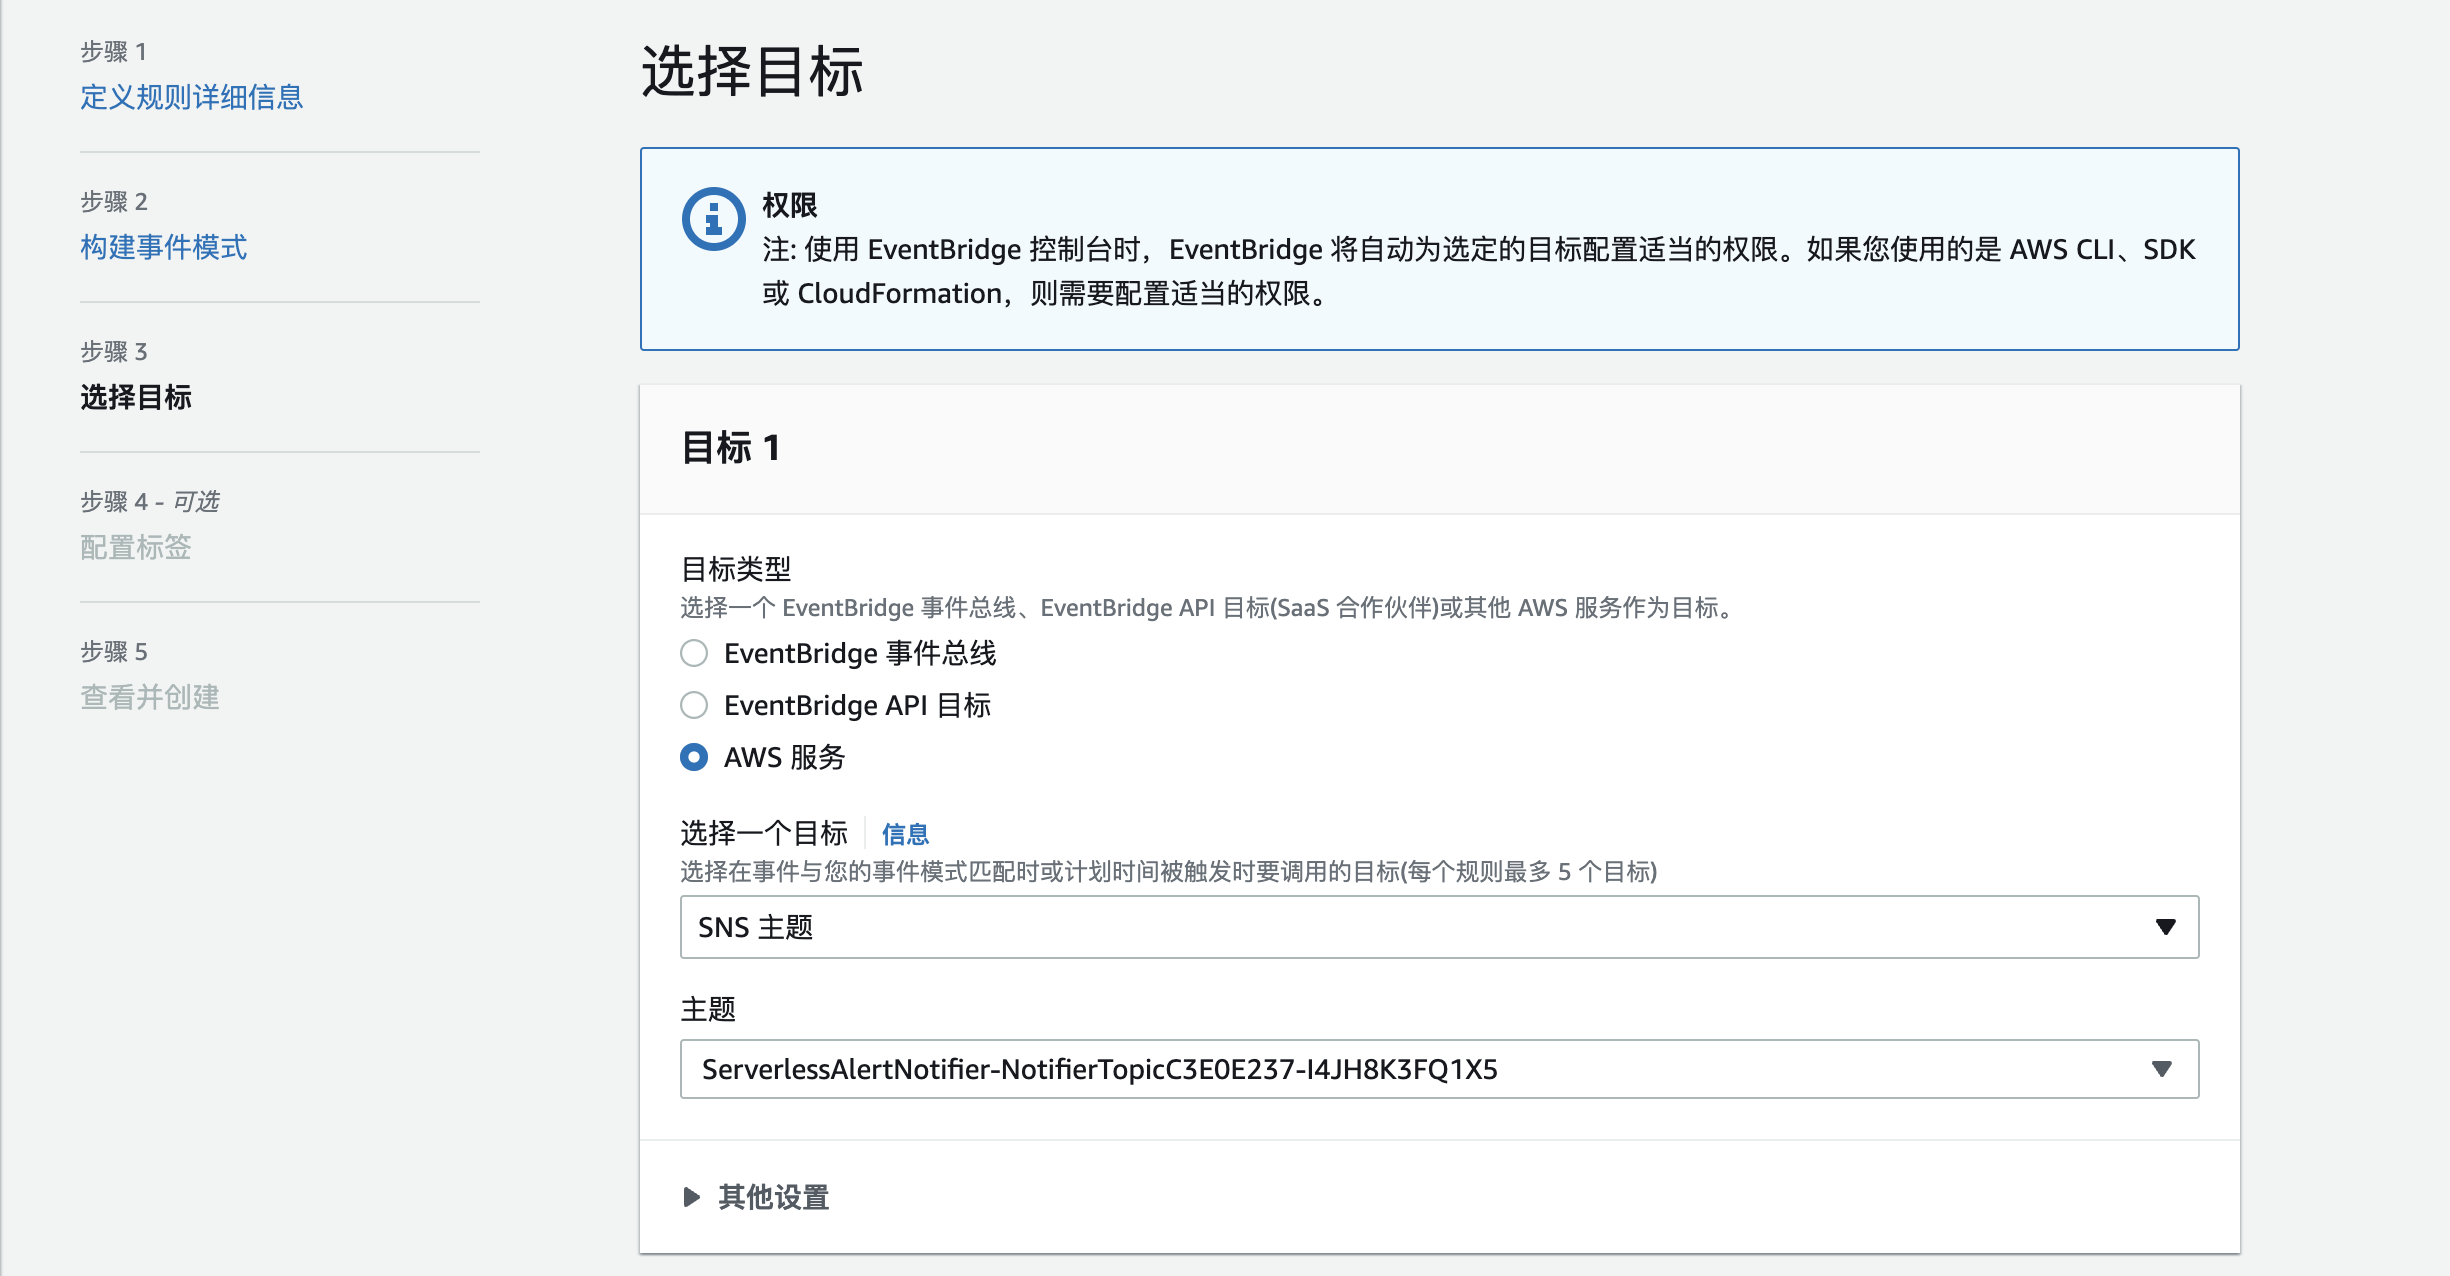 步骤 1
定义规则详细信息
步骤 2
构建事件模式
步骤 3
选择目标
步骤 4 - 可选
配置标签
步骤 5
查看并创建
选择目标
权限
注: 使用 EventBridge 控制台时，EventBridge 将自动为选定的目标配置适当的权限。如果您使用的是 AWS CLI、SDK
或 CloudFormation，则需要配置适当的权限。
目标 1
目标类型
选择一个 EventBridge 事件总线、EventBridge API 目标(SaaS 合作伙伴)或其他 AWS 服务作为目标。
EventBridge 事件总线
EventBridge API 目标
AWS 服务
选择一个目标 信息
选择在事件与您的事件模式匹配时或计划时间被触发时要调用的目标(每个规则最多 5 个目标)
SNS 主题
主题
ServerlessAlertNotifier-NotifierTopicC3E0E237-I4JH8K3FQ1X5
其他设置